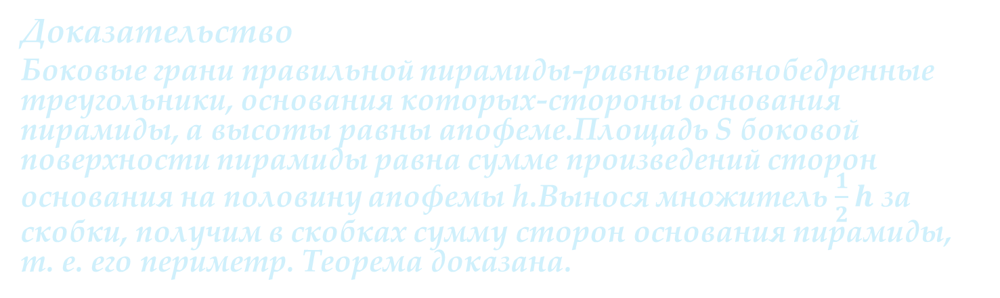 Доказательство
Боковые грани правильной пирамиды-равные равнобедренные
треугольники, основания которых-стороны основания
пирамиды, а высоты равны апофеме.Площадь S боковой
поверхности пирамиды равна сумме произведений сторон
основания на половину апофемы h.Вынося множитель 1/2 h за
скобки, получим в скобках сумму сторон основания пирамиды,
т. е. его периметр. Теорема доказана.